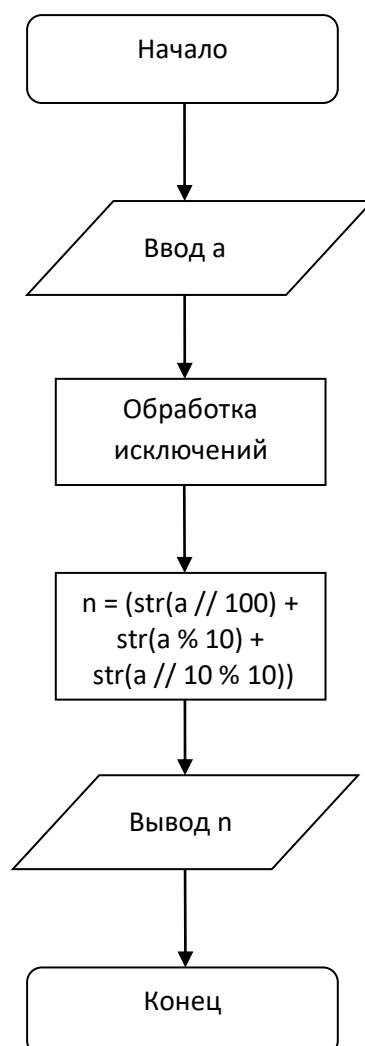 Начало
Ввод a
Обработка
исключений
n = (str(a // 100) +
str(a % 10) +
str(a // 10 % 10))
Вывод n
Конец